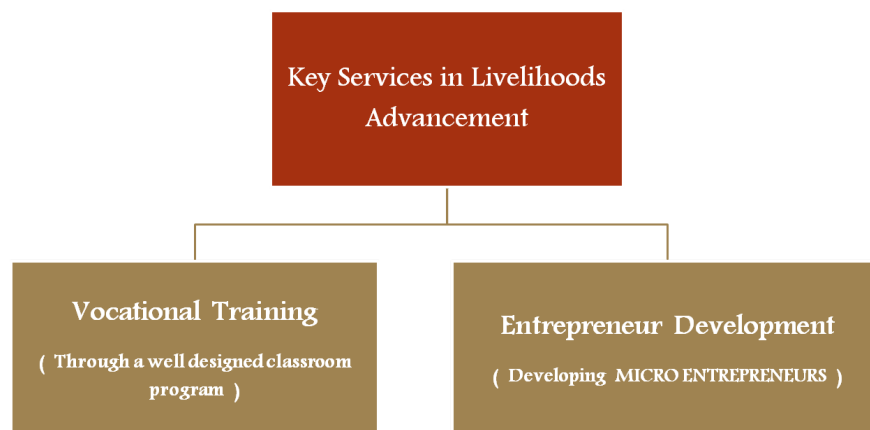 Key Services in Livelihoods
Advancement
Vocational Training
( Through a well designed classroom
program )
Entrepreneur Development
( Developing MICRO ENTREPRENEURS )